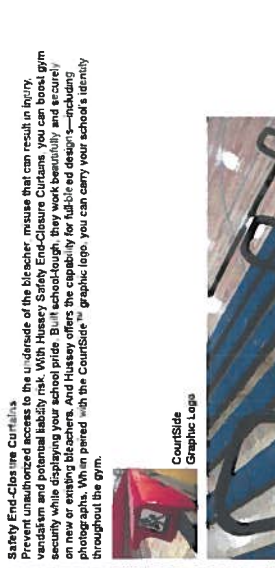 Safety End-Closure Curtains
Prevent unauthorized access to the underside of the bleacher, misuse that can result in injury,
vandalism and potential liability risk. With Hussey Safety End-Closure Curtains, you can boost gym
security while displaying your school pride. Built school-tough, they work beautifully and securely
on new or existing bleachers. And Hussey offers the capability for full-bleed designs—including
photographs. When paired with the CourtSide™ graphic logo, you can carry your school's identity
throughout the gym.
CourtSide
Graphic Logo